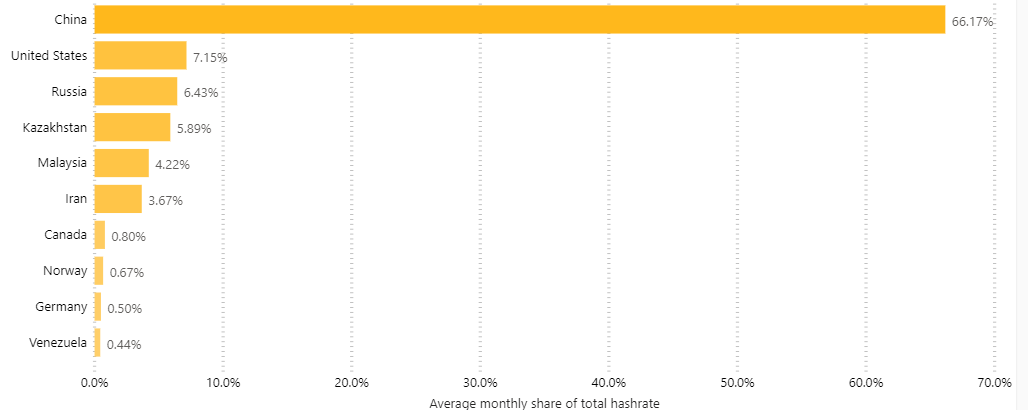 China 66.17%
United States 7.15%
Russia 6.43%
Kazakhstan 5.89%
Malaysia 4.22%
Iran 3.67%
Canada 0.80%
Norway 0.67%
Germany 0.50%
Venezuela 0.44%
0.0% 10.0% 20.0% 30.0% 40.0% 50.0% 60.0% 70.0%
Average monthly share of total hashrate